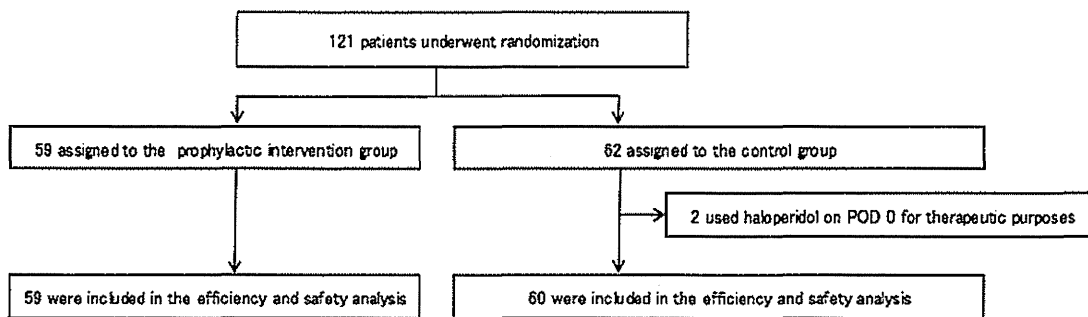 121 patients underwent randomization
59 assigned to the prophylactic intervention group
62 assigned to the control group
2 used haloperidol on POD 0 for therapeutic purposes
59 were included in the efficiency and safety analysis
60 were included in the efficiency and safety analysis